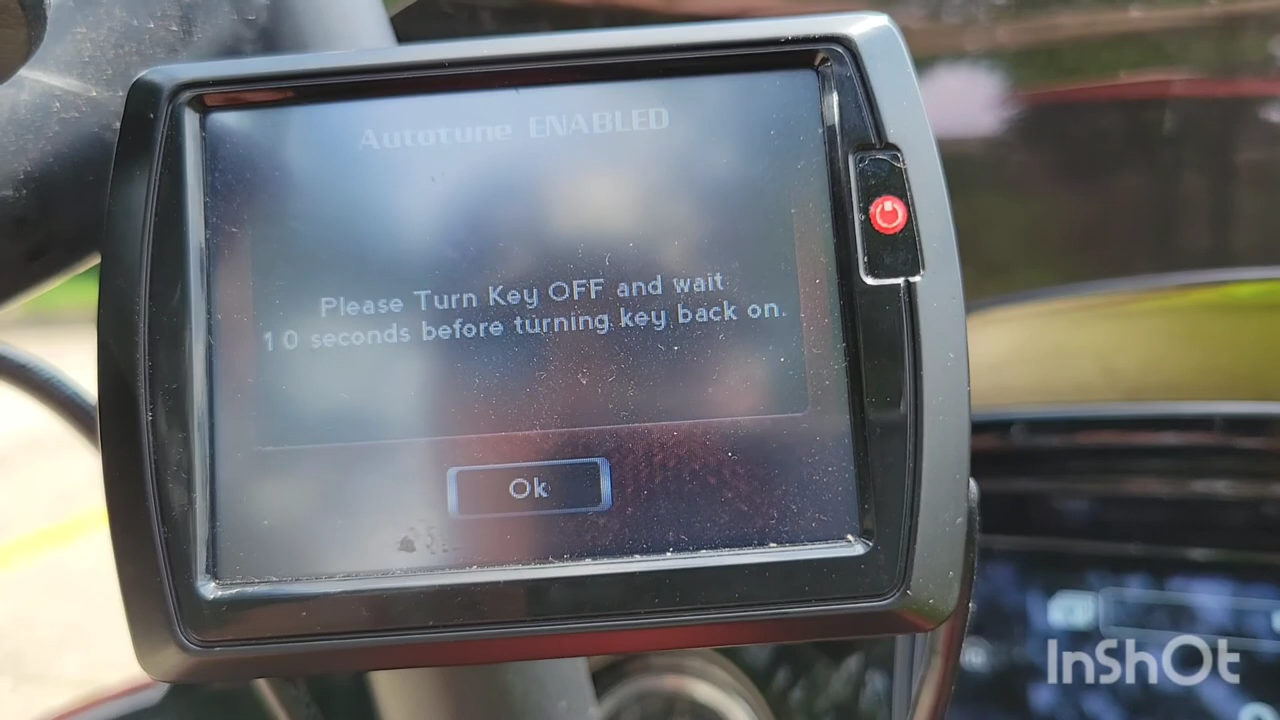 Autotune ENABLED
Please Turn Key OFF and wait
10 seconds before turning key back on.
Ok
InShOt